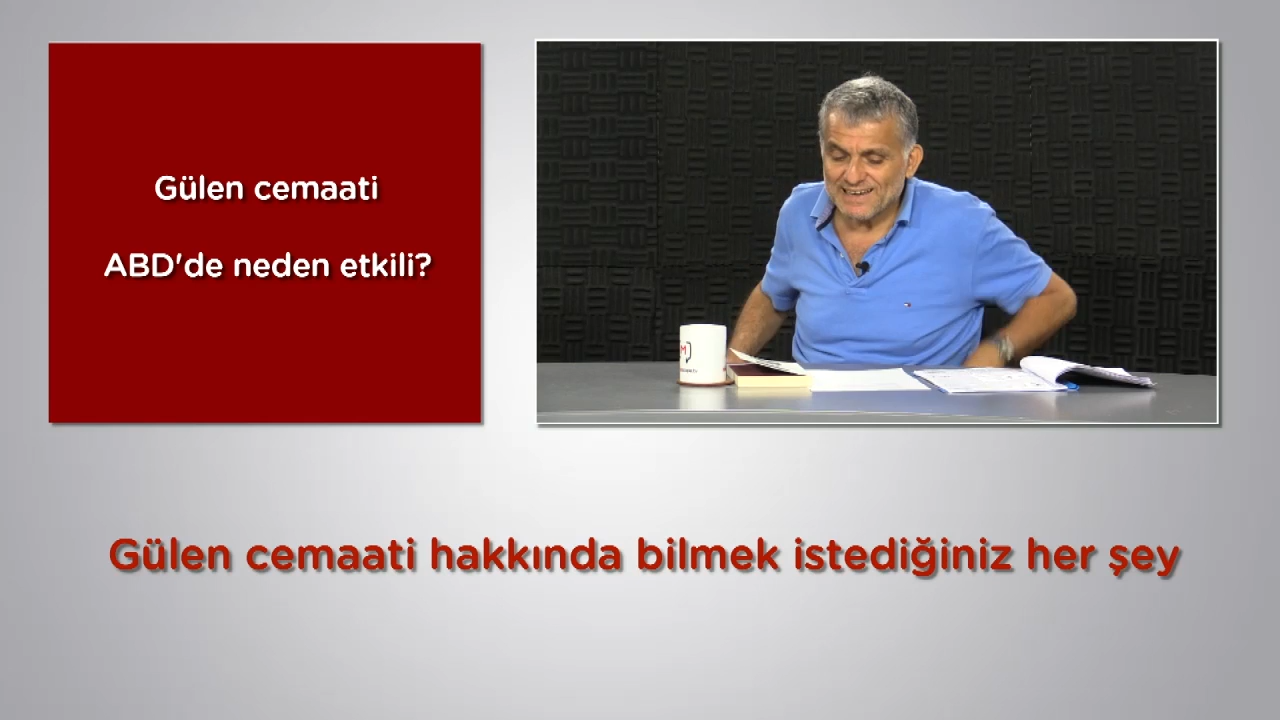 Gülen cemaati
ABD'de neden etkili?
M
Gülen cemaati hakkında bilmek istediğiniz her şey